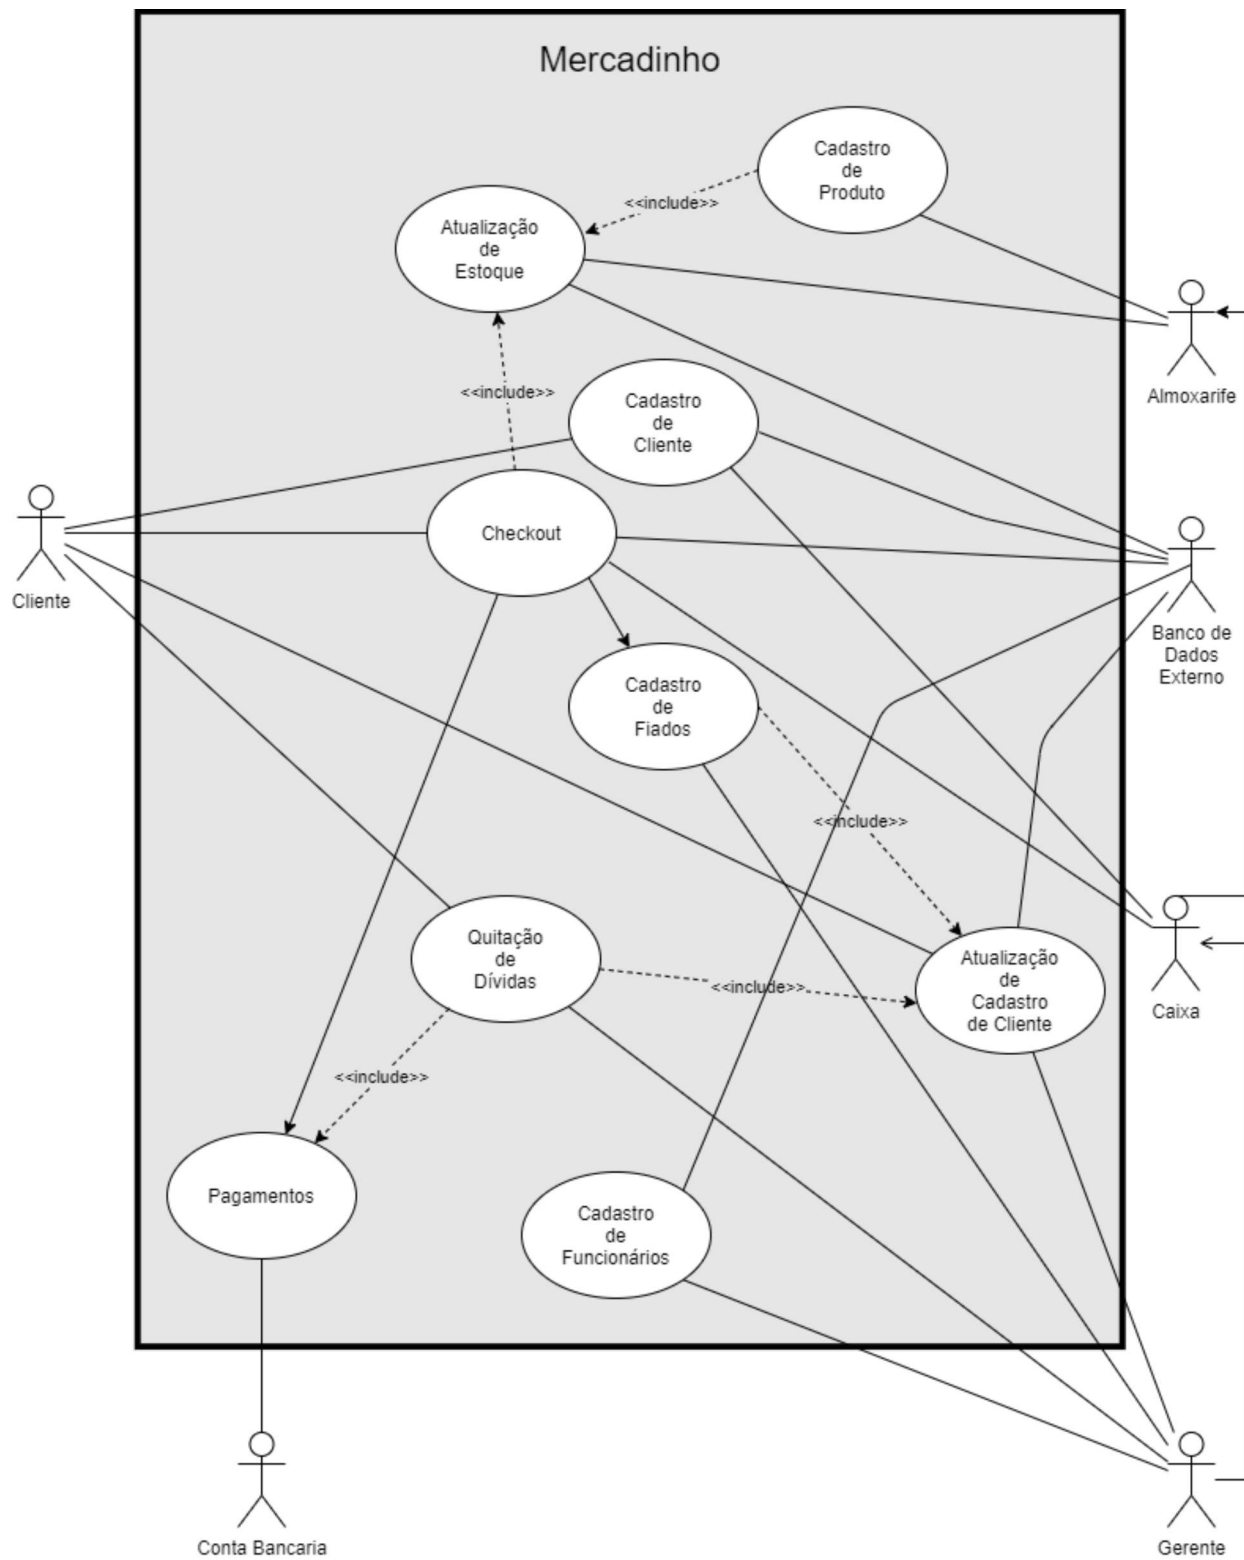 Mercadinho
Cadastro
de
Produto
<<include>>
Atualização
de
Estoque
Almoxarife
<<include>>
Cadastro
de
Cliente
Checkout
Cliente
Banco de
Dados
Externo
Cadastro
de
Fiados
<<include>>
Quitação
de
Dívidas
<<include>>
Atualização
de
Cadastro
de Cliente
Caixa
<<include>>
Pagamentos
Cadastro
de
Funcionários
Conta Bancaria
Gerente